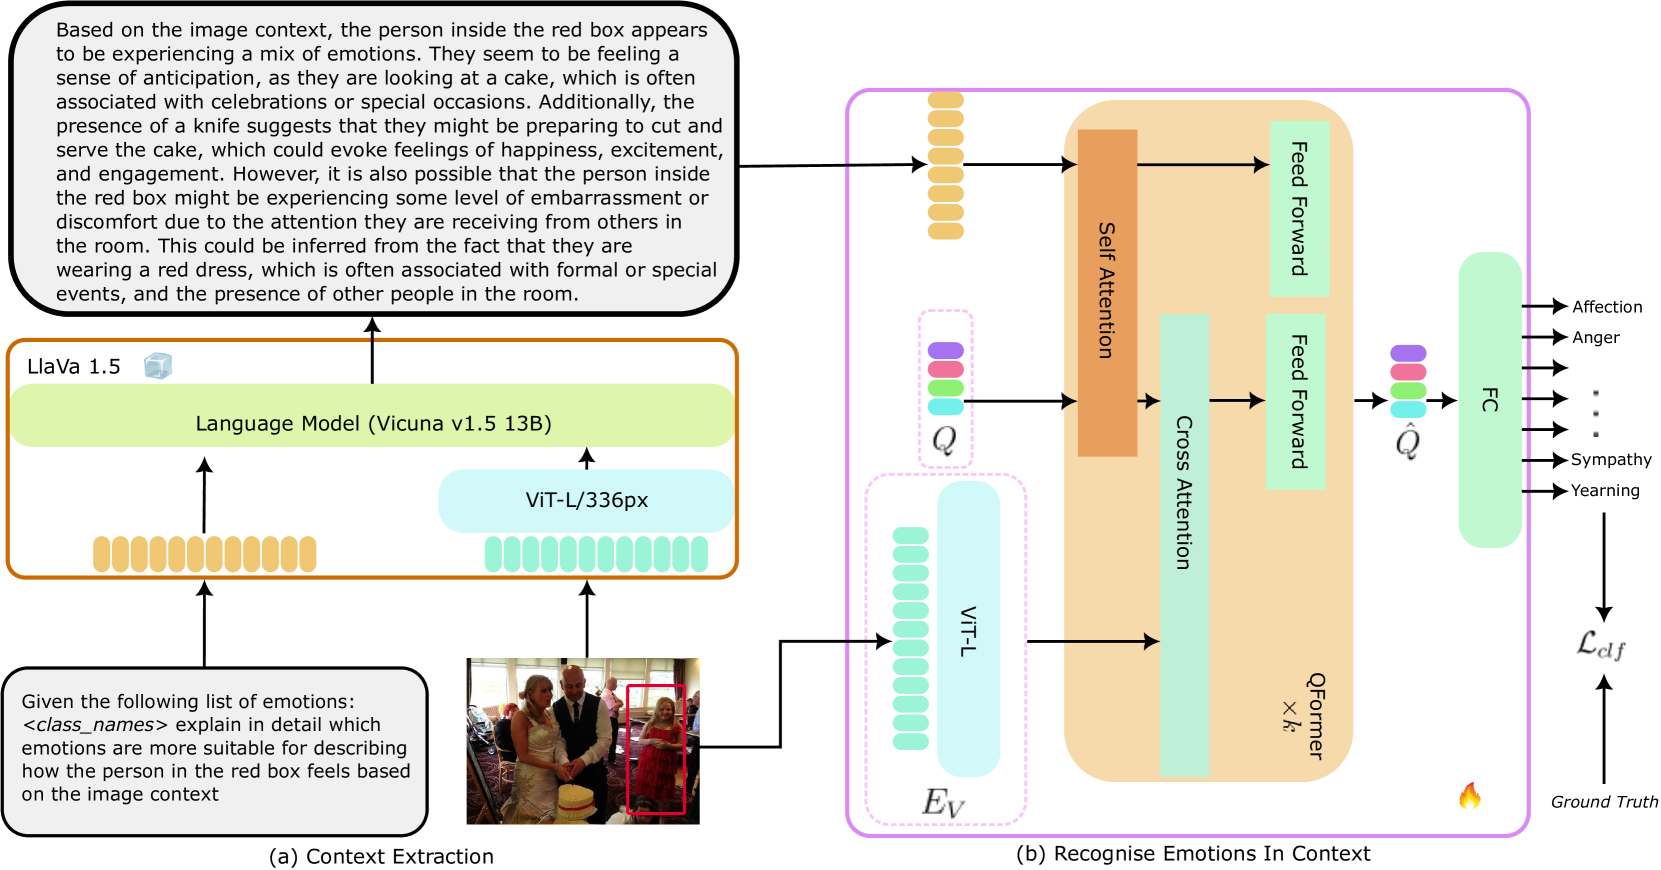 Based on the image context, the person inside the red box appears
to be experiencing a mix of emotions. They seem to be feeling a
sense of anticipation, as they are looking at a cake, which is often
associated with celebrations or special occasions. Additionally, the
presence of a knife suggests that they might be preparing to cut and
serve the cake, which could evoke feelings of happiness, excitement,
and engagement. However, it is also possible that the person inside
the red box might be experiencing some level of embarrassment or
discomfort due to the attention they are receiving from others in
the room. This could be inferred from the fact that they are
wearing a red dress, which is often associated with formal or special
events, and the presence of other people in the room.
LlaVa 1.5
Language Model (Vicuna v1.5 13B)
ViT-L/336px
Given the following list of emotions:
<class_names> explain in detail which
emotions are more suitable for describing
how the person in the red box feels based
on the image context
(a) Context Extraction
Self Attention
Feed Forward
Q
Cross Attention
Feed Forward
Q̂
FC
ViT-L
E_V
QFormer
×k
Affection
Anger
Sympathy
Yearning
ℒ_clf
Ground Truth
(b) Recognise Emotions In Context